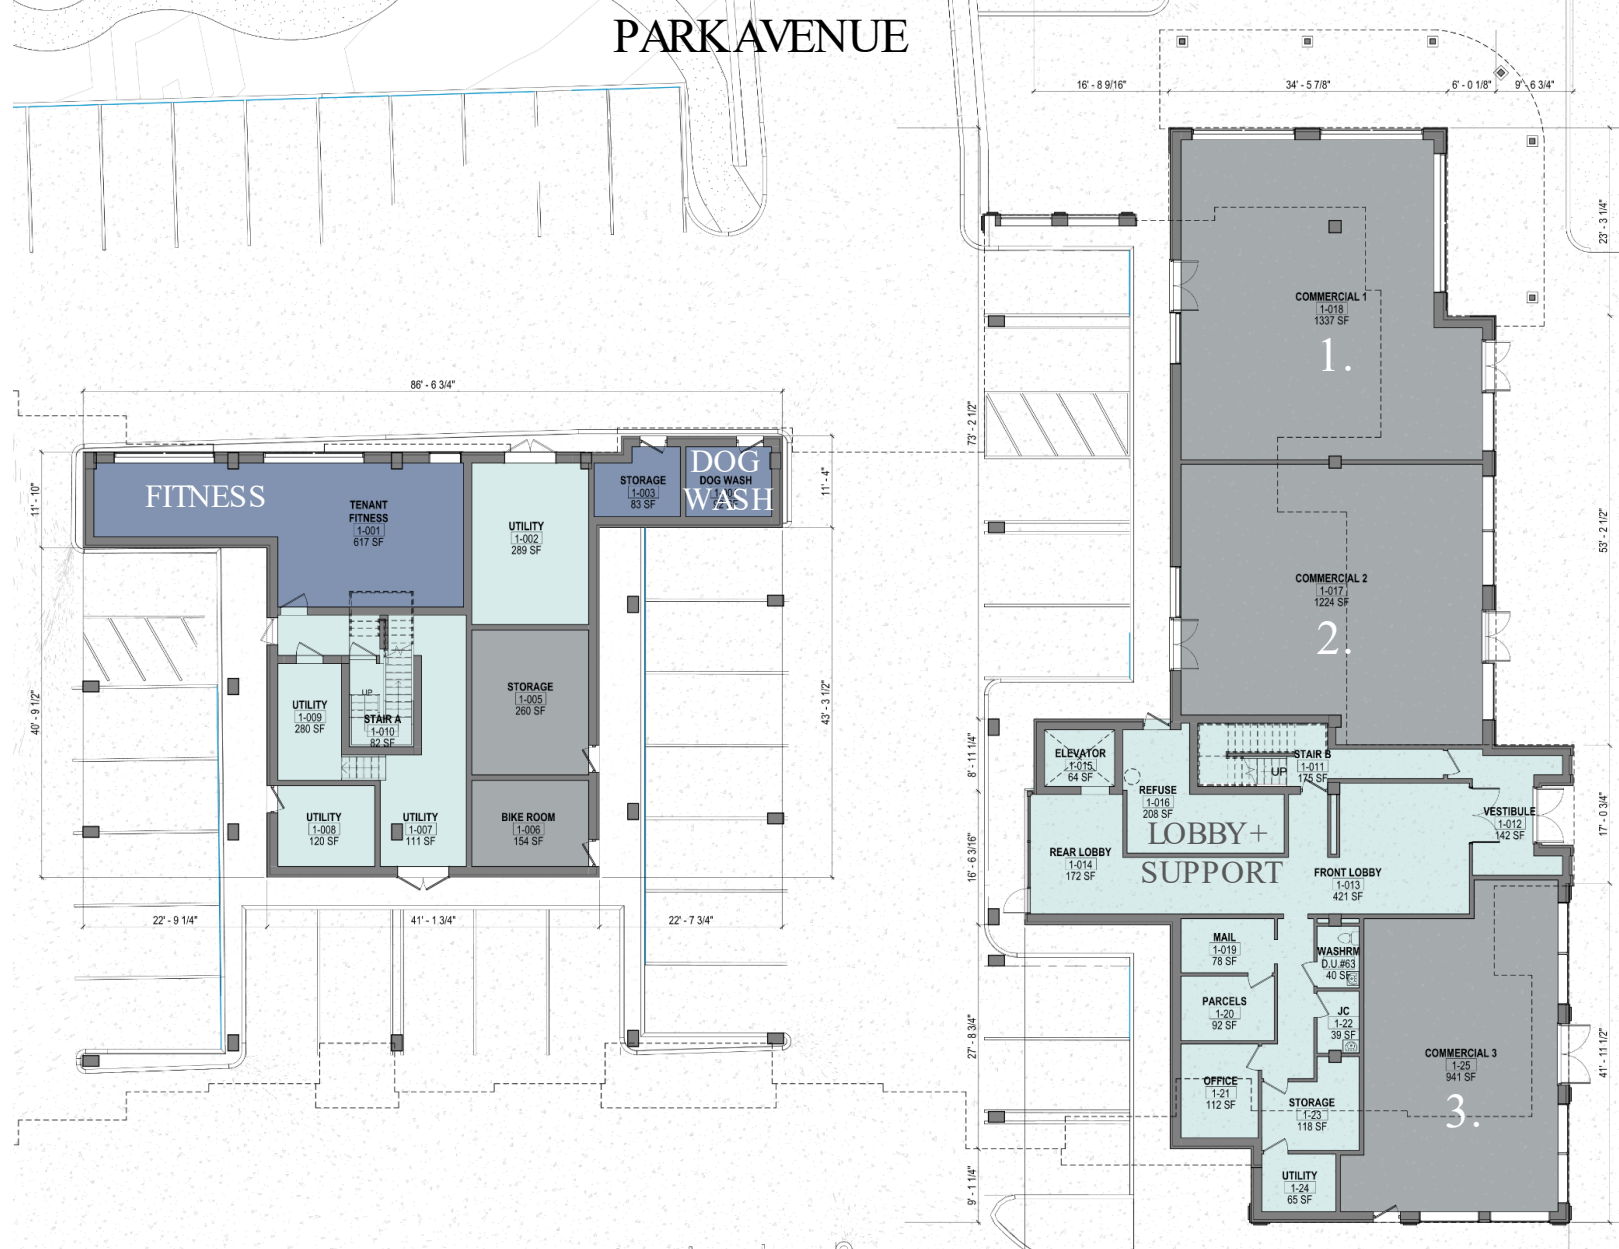 PARK AVENUE
16' - 8 9/16"
34' - 5 7/8"
6' - 0 1/8"
9' - 6 3/4"
23' - 3 1/4"
COMMERCIAL 1
1-018
1337 SF
1.
86' - 6 3/4"
73' - 2 1/2"
11' - 10"
FITNESS
TENANT
FITNESS
1-001
617 SF
UTILITY
1-002
289 SF
STORAGE
1-003
83 SF
DOG
WASH
DOG WASH
11' - 4"
53' - 2 1/2"
COMMERCIAL 2
1-017
1224 SF
2.
40' - 9 1/2"
UTILITY
1-009
280 SF
UP
STAIR A
1-010
82 SF
STORAGE
1-005
260 SF
43' - 3 1/2"
UTILITY
1-008
120 SF
UTILITY
1-007
111 SF
BIKE ROOM
1-006
154 SF
22' - 9 1/4"
41' - 1 3/4"
22' - 7 3/4"
8' - 11 1/4"
ELEVATOR
1-015
64 SF
REFUSE
1-016
208 SF
UP
STAIR B
1-011
175 SF
VESTIBULE
1-012
142 SF
17' - 0 3/4"
LOBBY +
SUPPORT
16' - 6 3/16"
REAR LOBBY
1-014
172 SF
FRONT LOBBY
1-013
421 SF
MAIL
1-019
78 SF
WASHRM
D.U.#63
40 SF
PARCELS
1-20
92 SF
JC
1-22
39 SF
27' - 8 3/4"
OFFICE
1-21
112 SF
STORAGE
1-23
118 SF
COMMERCIAL 3
1-25
941 SF
3.
41' - 11 1/2"
UTILITY
1-24
65 SF
9' - 1 1/4"